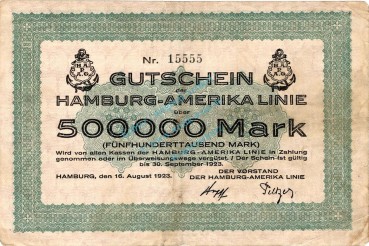 Nr. 15555
GUTSCHEIN
der
HAMBURG-AMERIKA LINIE
über
500000 Mark
(FÜNFHUNDERTTAUSEND MARK)
Wird von allen Kassen der HAMBURG-AMERIKA LINIE in Zahlung
genommen oder im Überweisungswege vergütet. / Der Schein ist gültig
bis 30. September 1923.
HAMBURG, den 16. August 1923.
DER VORSTAND
DER HAMBURG-AMERIKA LINIE